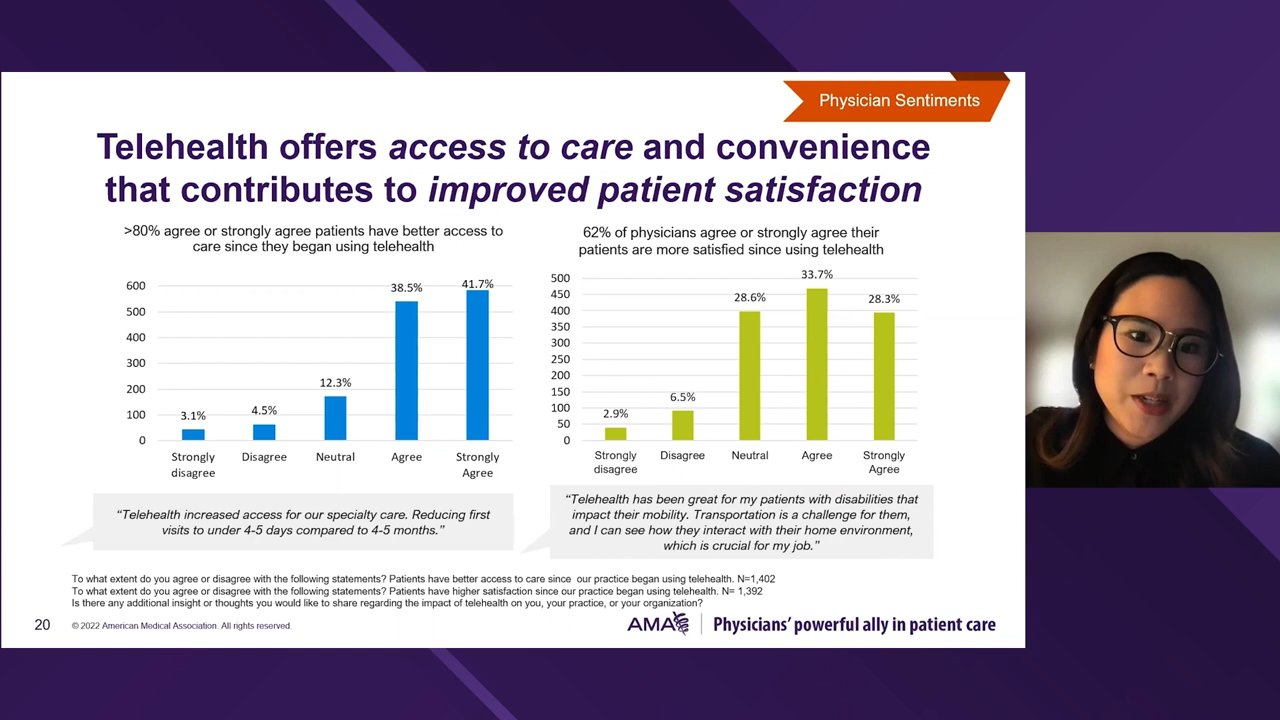 Physician Sentiments
Telehealth offers access to care and convenience
that contributes to improved patient satisfaction
>80% agree or strongly agree patients have better access to
care since they began using telehealth
600
500
400
300
200
100
0
3.1%
4.5%
12.3%
38.5%
41.7%
Strongly
disagree
Disagree
Neutral
Agree
Strongly
Agree
“Telehealth increased access for our specialty care. Reducing first
visits to under 4-5 days compared to 4-5 months.”
62% of physicians agree or strongly agree their
patients are more satisfied since using telehealth
500
450
400
350
300
250
200
150
100
50
0
2.9%
6.5%
28.6%
33.7%
28.3%
Strongly
disagree
Disagree
Neutral
Agree
Strongly
Agree
“Telehealth has been great for my patients with disabilities that
impact their mobility. Transportation is a challenge for them,
and I can see how they interact with their home environment,
which is crucial for my job.”
To what extent do you agree or disagree with the following statements? Patients have better access to care since our practice began using telehealth. N=1,402
To what extent do you agree or disagree with the following statements? Patients have higher satisfaction since our practice began using telehealth. N= 1,392
Is there any additional insight or thoughts you would like to share regarding the impact of telehealth on you, your practice, or your organization?
20
© 2022 American Medical Association. All rights reserved.
AMA
Physicians’ powerful ally in patient care